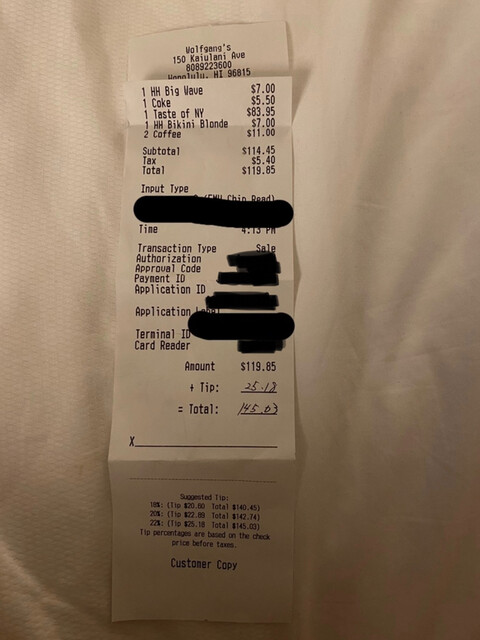 Wolfgang's
150 Kaiulani Ave
8089223600
Honolulu, HI 96815
1 HH Big Wave $7.00
1 Coke $5.50
1 Taste of NY $83.95
1 HH Bikini Blonde $7.00
2 Coffee $11.00
Subtotal $114.45
Tax $5.40
Total $119.85
Input Type
(EMV Chip Read)
Time 4:13 PM
Transaction Type Sale
Authorization
Approval Code
Payment ID
Application ID
Application Label
Terminal ID
Card Reader
Amount $119.85
+ Tip: 25.18
= Total: 145.03
X
Suggested Tip:
18%: (Tip $20.60 Total $140.45)
20%: (Tip $22.89 Total $142.74)
22%: (Tip $25.18 Total $145.03)
Tip percentages are based on the check
price before taxes.
Customer Copy